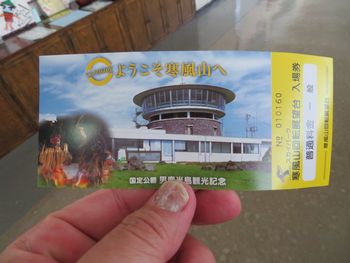 ようこそ寒風山へ
国定公園 男鹿半島観光記念
No 010160
寒風山回転展望台 入場券
普通料金 一般